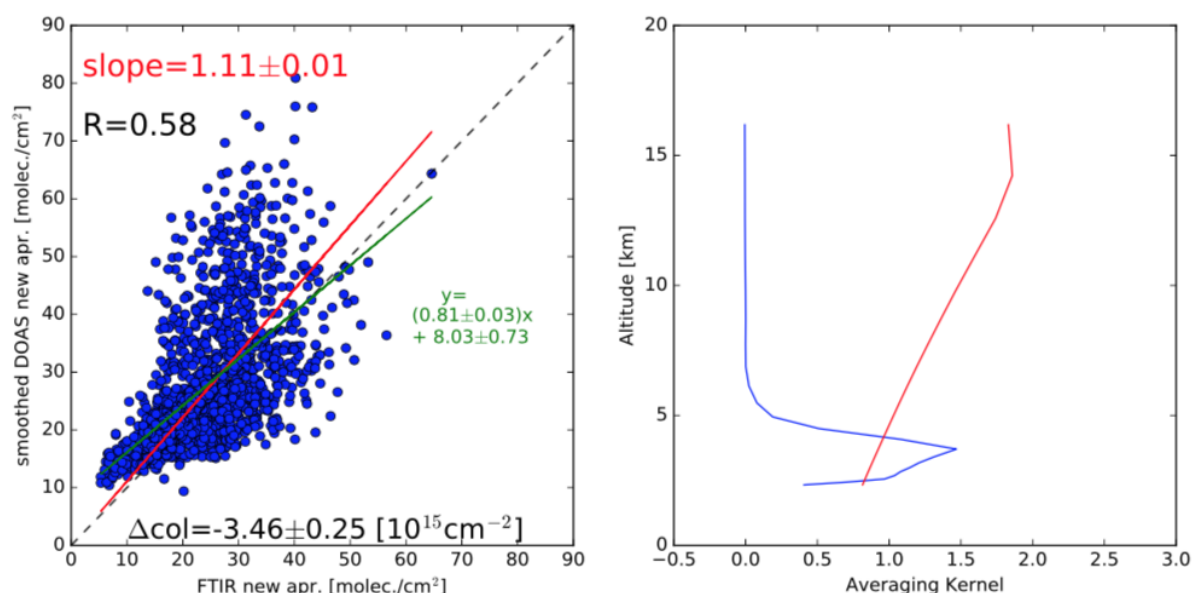 slope=1.11±0.01
R=0.58
y=
(0.81±0.03)x
+ 8.03±0.73
Δcol=-3.46±0.25 [10¹⁵cm⁻²]
90
80
70
60
50
40
30
20
10
0
smoothed DOAS new apr. [molec./cm²]
0 10 20 30 40 50 60 70 80 90
FTIR new apr. [molec./cm²]
20
15
10
5
0
Altitude [km]
−0.5 0.0 0.5 1.0 1.5 2.0 2.5 3.0
Averaging Kernel